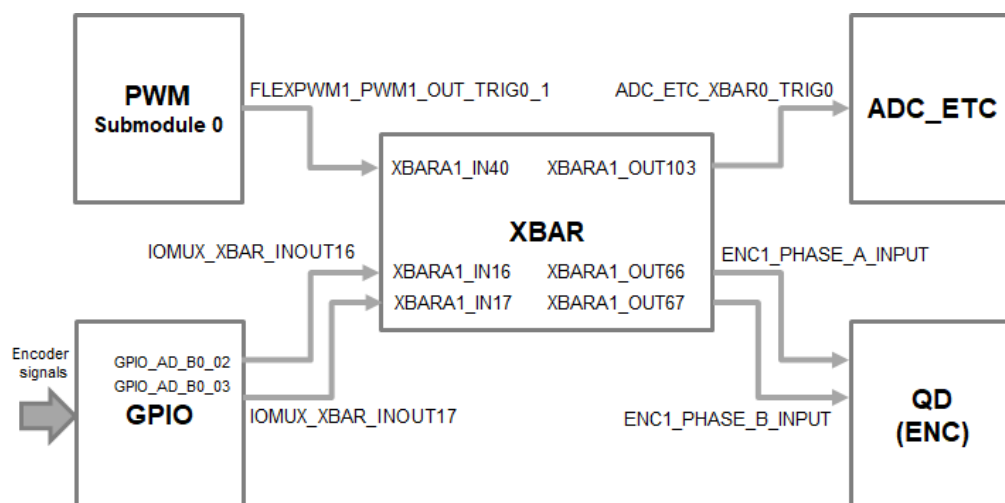 PWM
Submodule 0
FLEXPWM1_PWM1_OUT_TRIG0_1
ADC_ETC_XBAR0_TRIG0
ADC_ETC
XBARA1_IN40
XBARA1_OUT103
XBAR
IOMUX_XBAR_INOUT16
ENC1_PHASE_A_INPUT
XBARA1_IN16
XBARA1_OUT66
XBARA1_IN17
XBARA1_OUT67
Encoder
signals
GPIO_AD_B0_02
GPIO_AD_B0_03
GPIO
IOMUX_XBAR_INOUT17
ENC1_PHASE_B_INPUT
QD
(ENC)